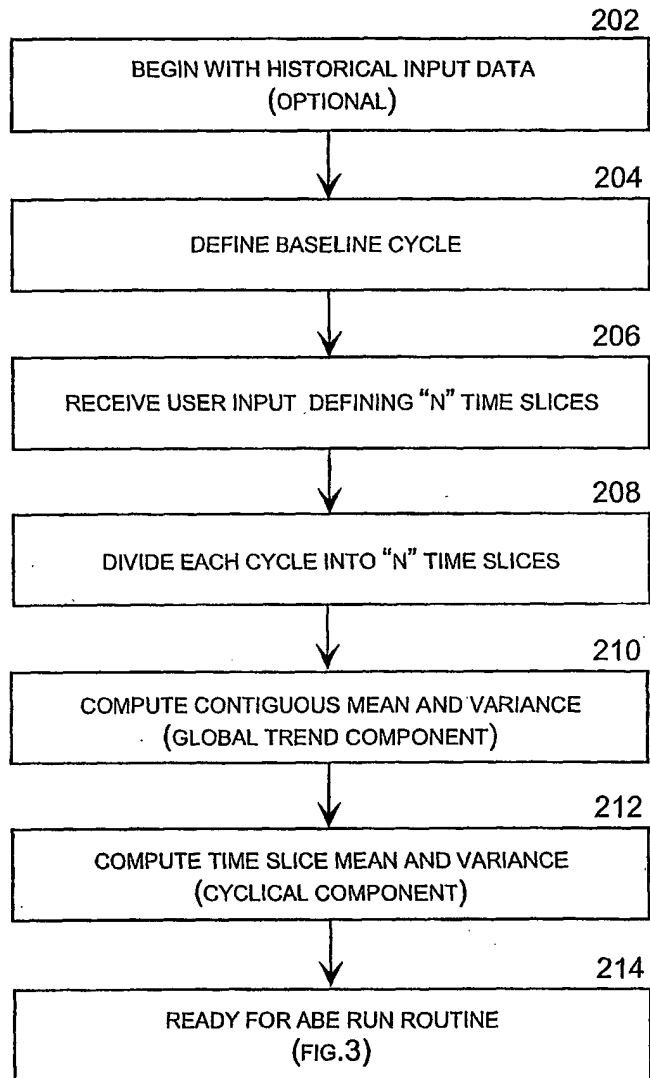 202
BEGIN WITH HISTORICAL INPUT DATA
(OPTIONAL)
204
DEFINE BASELINE CYCLE
206
RECEIVE USER INPUT DEFINING "N" TIME SLICES
208
DIVIDE EACH CYCLE INTO "N" TIME SLICES
210
COMPUTE CONTIGUOUS MEAN AND VARIANCE
(GLOBAL TREND COMPONENT)
212
COMPUTE TIME SLICE MEAN AND VARIANCE
(CYCLICAL COMPONENT)
214
READY FOR ABE RUN ROUTINE
(FIG.3)